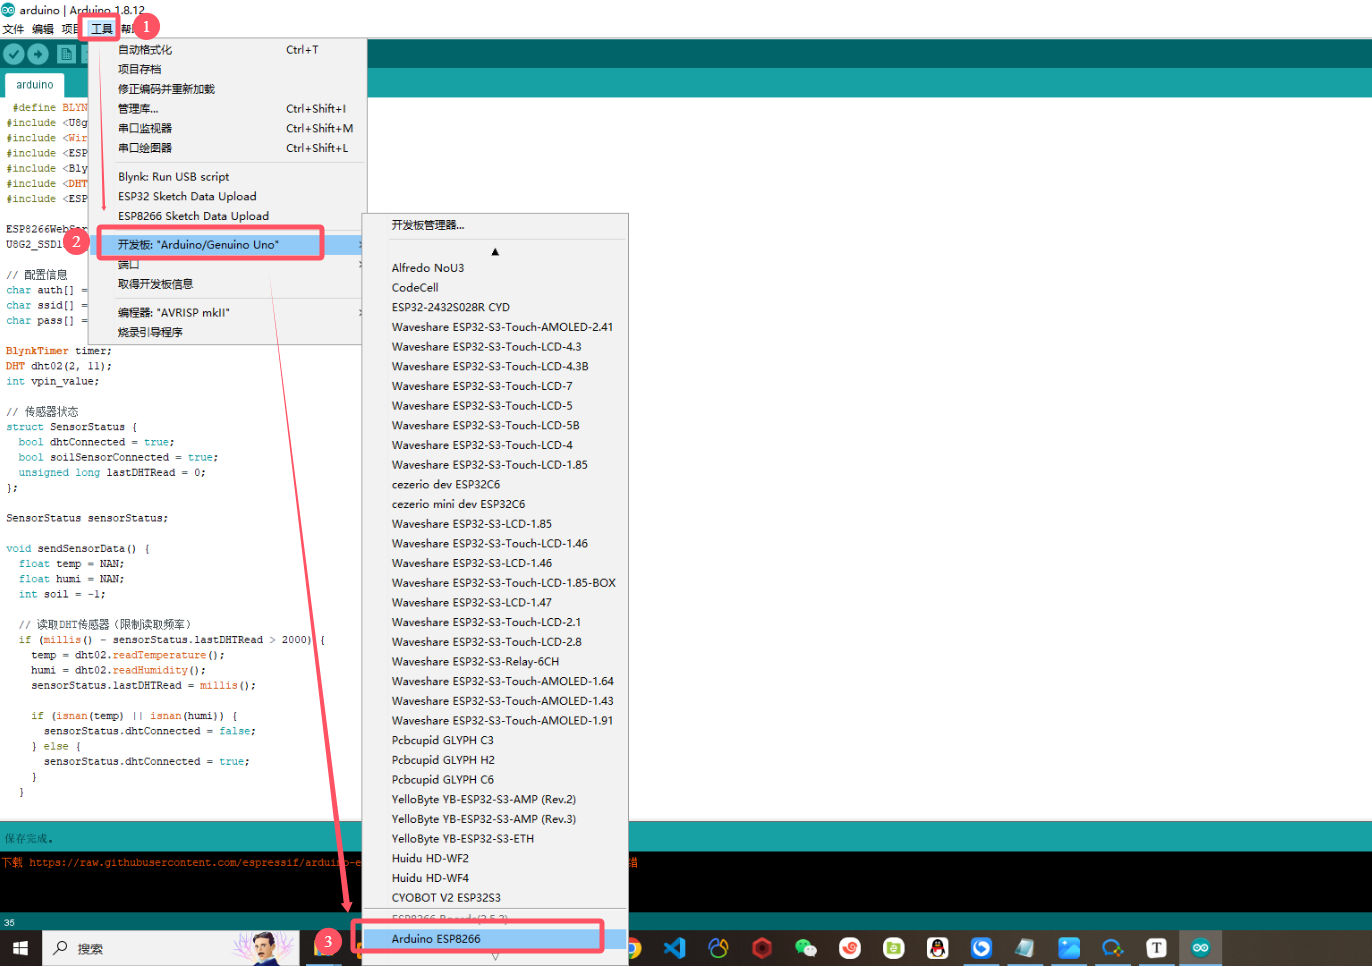 arduino | Arduino 1.8.12
文件 编辑 项目 工具 帮助
1
arduino
自动格式化 Ctrl+T
项目存档
修正编码并重新加载
管理库... Ctrl+Shift+I
串口监视器 Ctrl+Shift+M
串口绘图器 Ctrl+Shift+L
Blynk: Run USB script
ESP32 Sketch Data Upload
ESP8266 Sketch Data Upload
2
开发板: "Arduino/Genuino Uno"
端口
取得开发板信息
编程器: "AVRISP mkII"
烧录引导程序
开发板管理器...
Alfredo NoU3
CodeCell
ESP32-2432S028R CYD
Waveshare ESP32-S3-Touch-AMOLED-2.41
Waveshare ESP32-S3-Touch-LCD-4.3
Waveshare ESP32-S3-Touch-LCD-4.3B
Waveshare ESP32-S3-Touch-LCD-7
Waveshare ESP32-S3-Touch-LCD-5
Waveshare ESP32-S3-Touch-LCD-5B
Waveshare ESP32-S3-Touch-LCD-4
Waveshare ESP32-S3-Touch-LCD-1.85
cezerio dev ESP32C6
cezerio mini dev ESP32C6
Waveshare ESP32-S3-LCD-1.85
Waveshare ESP32-S3-Touch-LCD-1.46
Waveshare ESP32-S3-LCD-1.46
Waveshare ESP32-S3-Touch-LCD-1.85-BOX
Waveshare ESP32-S3-LCD-1.47
Waveshare ESP32-S3-Touch-LCD-2.1
Waveshare ESP32-S3-Touch-LCD-2.8
Waveshare ESP32-S3-Relay-6CH
Waveshare ESP32-S3-Touch-AMOLED-1.64
Waveshare ESP32-S3-Touch-AMOLED-1.43
Waveshare ESP32-S3-Touch-AMOLED-1.91
Pcbcupid GLYPH C3
Pcbcupid GLYPH H2
Pcbcupid GLYPH C6
YelloByte YB-ESP32-S3-AMP (Rev.2)
YelloByte YB-ESP32-S3-AMP (Rev.3)
YelloByte YB-ESP32-S3-ETH
Huidu HD-WF2
Huidu HD-WF4
CYOBOT V2 ESP32S3
3
Arduino ESP8266
#define BLYN
#include <U8g
#include <Wir
#include <ESP
#include <Bly
#include <DHT
#include <ESP
ESP8266WebSer
U8G2_SSD1
// 配置信息
char auth[] =
char ssid[] =
char pass[] =
BlynkTimer timer;
DHT dht02(2, 11);
int vpin_value;
// 传感器状态
struct SensorStatus {
bool dhtConnected = true;
bool soilSensorConnected = true;
unsigned long lastDHTRead = 0;
};
SensorStatus sensorStatus;
void sendSensorData() {
float temp = NAN;
float humi = NAN;
int soil = -1;
// 读取DHT传感器（限制读取频率）
if (millis() - sensorStatus.lastDHTRead > 2000) {
temp = dht02.readTemperature();
humi = dht02.readHumidity();
sensorStatus.lastDHTRead = millis();
if (isnan(temp) || isnan(humi)) {
sensorStatus.dhtConnected = false;
} else {
sensorStatus.dhtConnected = true;
}
}
保存完成。
下载 https://raw.githubusercontent.com/espressif/arduino-e
35
搜索
T